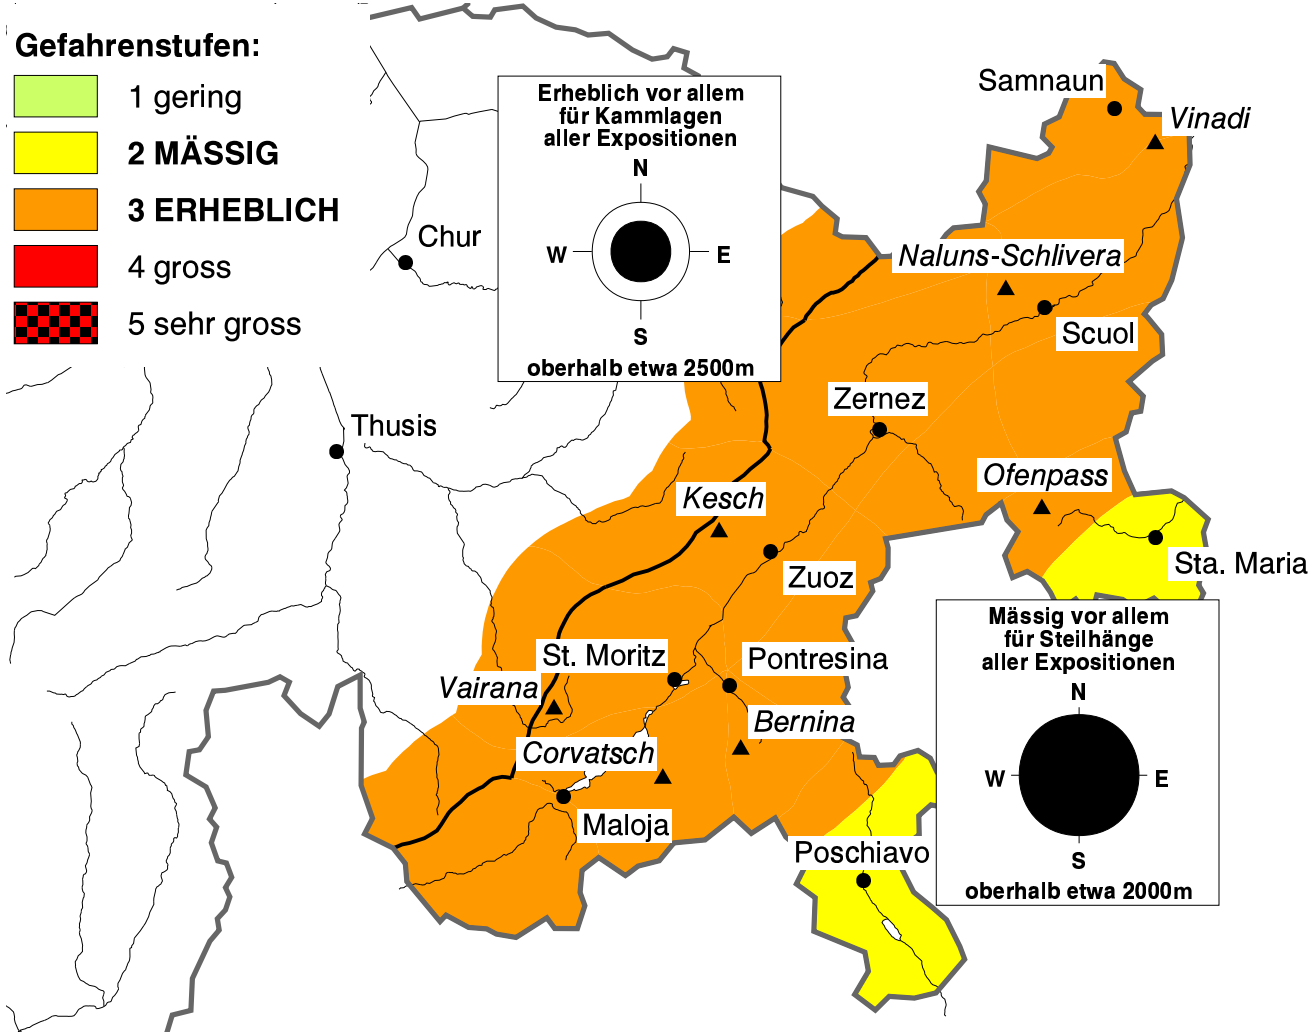 Gefahrenstufen:
1 gering
2 MÄSSIG
3 ERHEBLICH
4 gross
5 sehr gross
Erheblich vor allem
für Kammlagen
aller Expositionen
N
W
E
S
oberhalb etwa 2500m
Samnaun
Vinadi
Chur
Naluns-Schlivera
Scuol
Zernez
Thusis
Ofenpass
Kesch
Sta. Maria
Zuoz
St. Moritz
Pontresina
Vairana
Bernina
Corvatsch
Maloja
Poschiavo
Mässig vor allem
für Steilhänge
aller Expositionen
N
W
E
S
oberhalb etwa 2000m